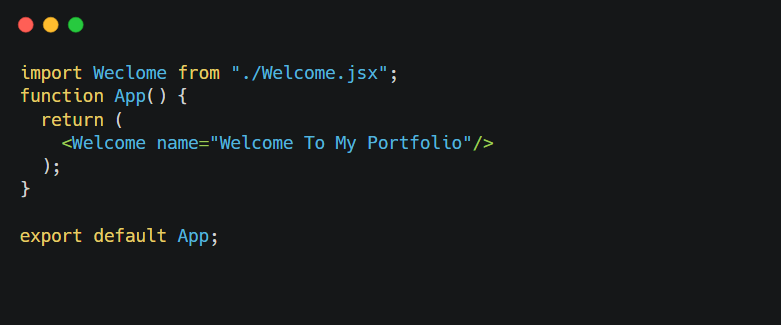 import Weclome from "./Welcome.jsx";
function App() {
  return (
    <Welcome name="Welcome To My Portfolio"/>
  );
}

export default App;